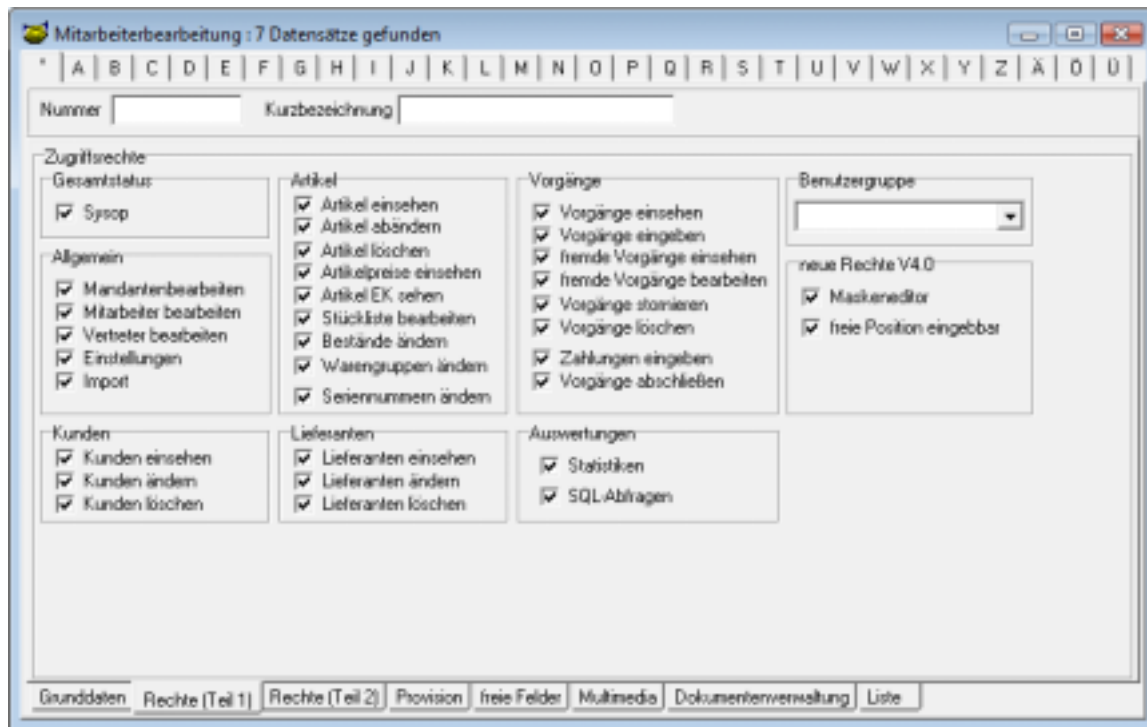 Mitarbeiterbearbeitung : 7 Datensätze gefunden
* A B C D E F G H I J K L M N O P Q R S T U V W X Y Z Ä Ö Ü
Nummer Kurzbezeichnung
Zugriffsrechte
Gesamtstatus
Sysop
Allgemein
Mandantenbearbeiten
Mitarbeiter bearbeiten
Vertreter bearbeiten
Einstellungen
Import
Kunden
Kunden einsehen
Kunden ändern
Kunden löschen
Artikel
Artikel einsehen
Artikel abändern
Artikel löschen
Artikelpreise einsehen
Artikel EK sehen
Stückliste bearbeiten
Bestände ändern
Warengruppen ändern
Seriennummern ändern
Lieferanten
Lieferanten einsehen
Lieferanten ändern
Lieferanten löschen
Vorgänge
Vorgänge einsehen
Vorgänge eingeben
fremde Vorgänge einsehen
fremde Vorgänge bearbeiten
Vorgänge stornieren
Vorgänge löschen
Zahlungen eingeben
Vorgänge abschließen
Auswertungen
Statistiken
SQL-Abfragen
Benutzergruppe
neue Rechte V4.0
Maskeneditor
freie Position eingebbar
Grunddaten Rechte (Teil 1) Rechte (Teil 2) Provision freie Felder Multimedia Dokumentenverwaltung Liste